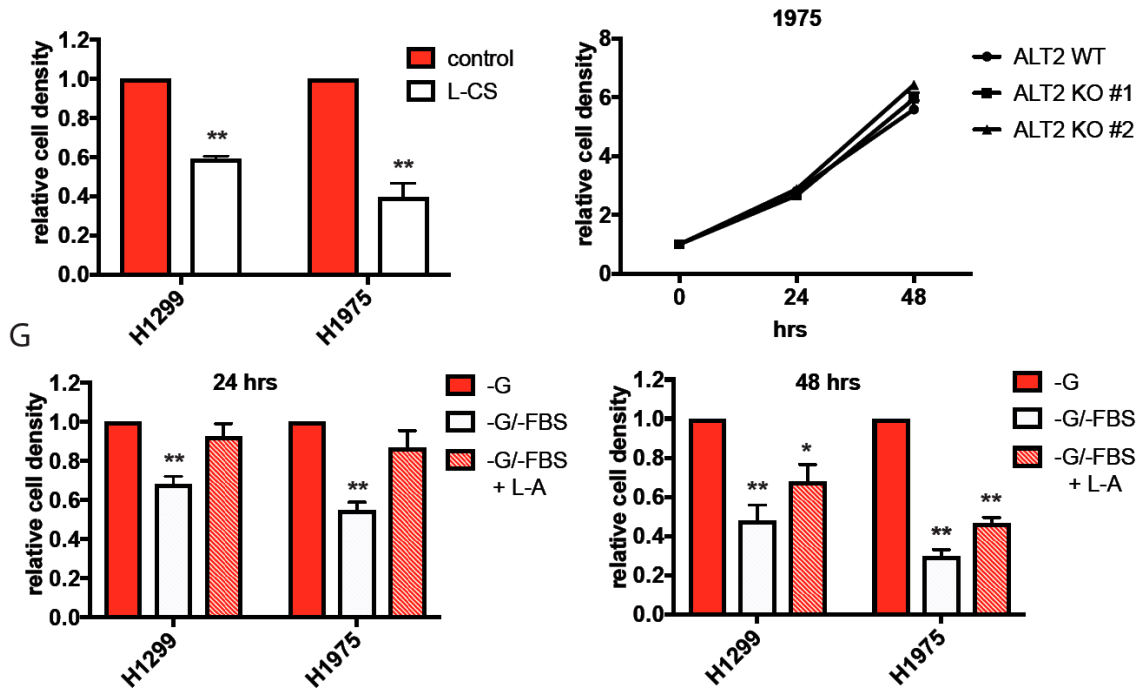 relative cell density
1.2
1.0
0.8
0.6
0.4
0.2
0.0
**
**
H1299
H1975
control
L-CS
1975
relative cell density
8
6
4
2
0
0
24
48
hrs
ALT2 WT
ALT2 KO #1
ALT2 KO #2
G
24 hrs
relative cell density
1.2
1.0
0.8
0.6
0.4
0.2
0.0
**
**
H1299
H1975
-G
-G/-FBS
-G/-FBS
+ L-A
48 hrs
relative cell density
1.2
1.0
0.8
0.6
0.4
0.2
0.0
**
*
**
**
H1299
H1975
-G
-G/-FBS
-G/-FBS
+ L-A